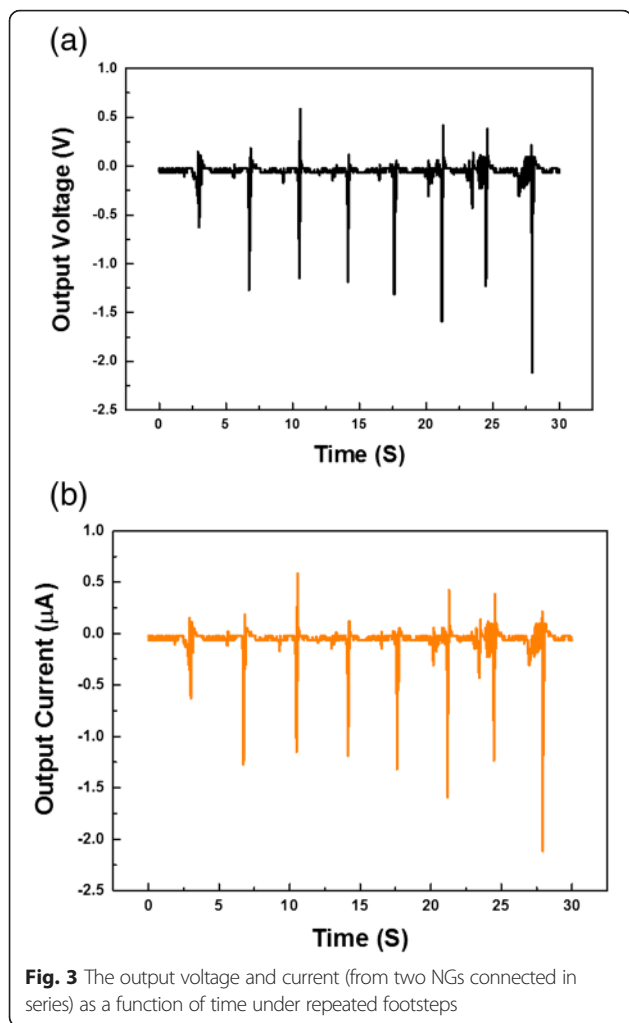 (a)
1.0
0.5
0.0
-0.5
-1.0
-1.5
-2.0
-2.5
Output Voltage (V)
0 5 10 15 20 25 30
Time (S)
(b)
1.0
0.5
0.0
-0.5
-1.0
-1.5
-2.0
-2.5
Output Current (µA)
0 5 10 15 20 25 30
Time (S)
Fig. 3 The output voltage and current (from two NGs connected in
series) as a function of time under repeated footsteps